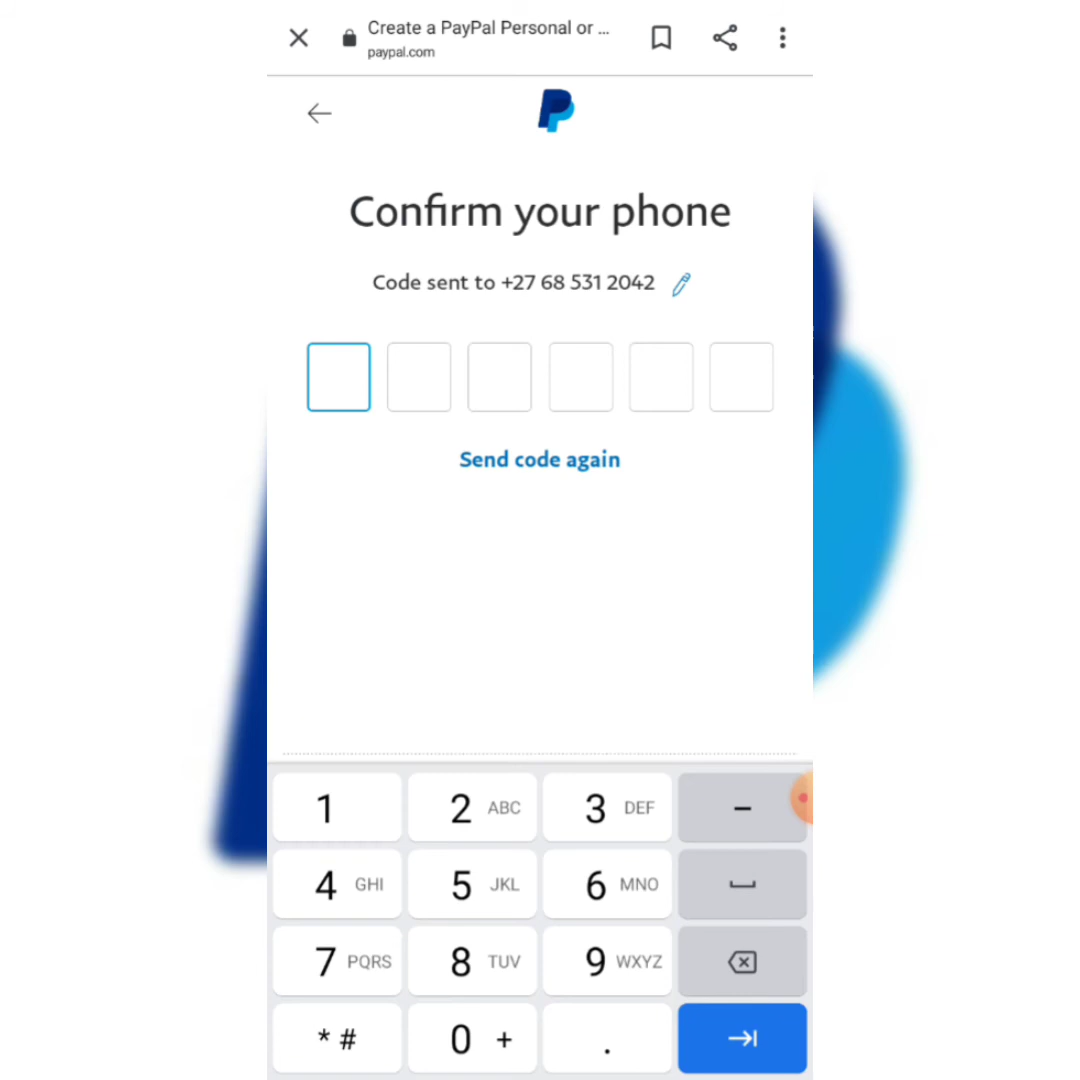 Create a PayPal Personal or ...
paypal.com
Confirm your phone
Code sent to +27 68 531 2042
Send code again
1
2 ABC
3 DEF
–
4 GHI
5 JKL
6 MNO
7 PQRS
8 TUV
9 WXYZ
* #
0 +
.